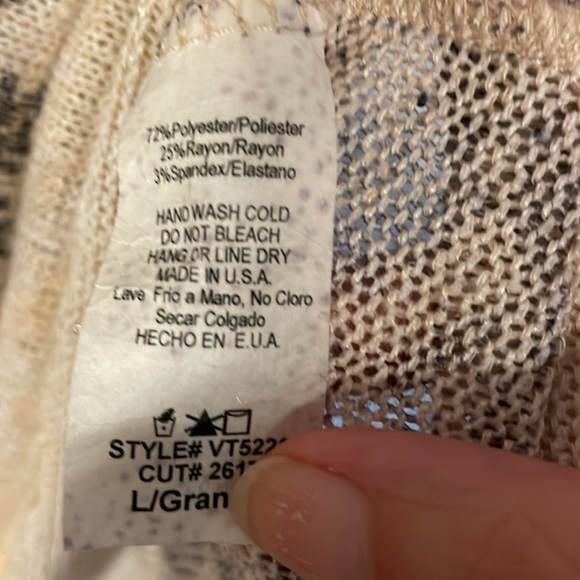 72%Polyester/Poliester
25%Rayon/Rayon
3%Spandex/Elastano
HAND WASH COLD
DO NOT BLEACH
HANG OR LINE DRY
MADE IN U.S.A.
Lave Frio a Mano, No Cloro
Secar Colgado
HECHO EN E.U.A.
STYLE# VT522
CUT# 261
L/Gran